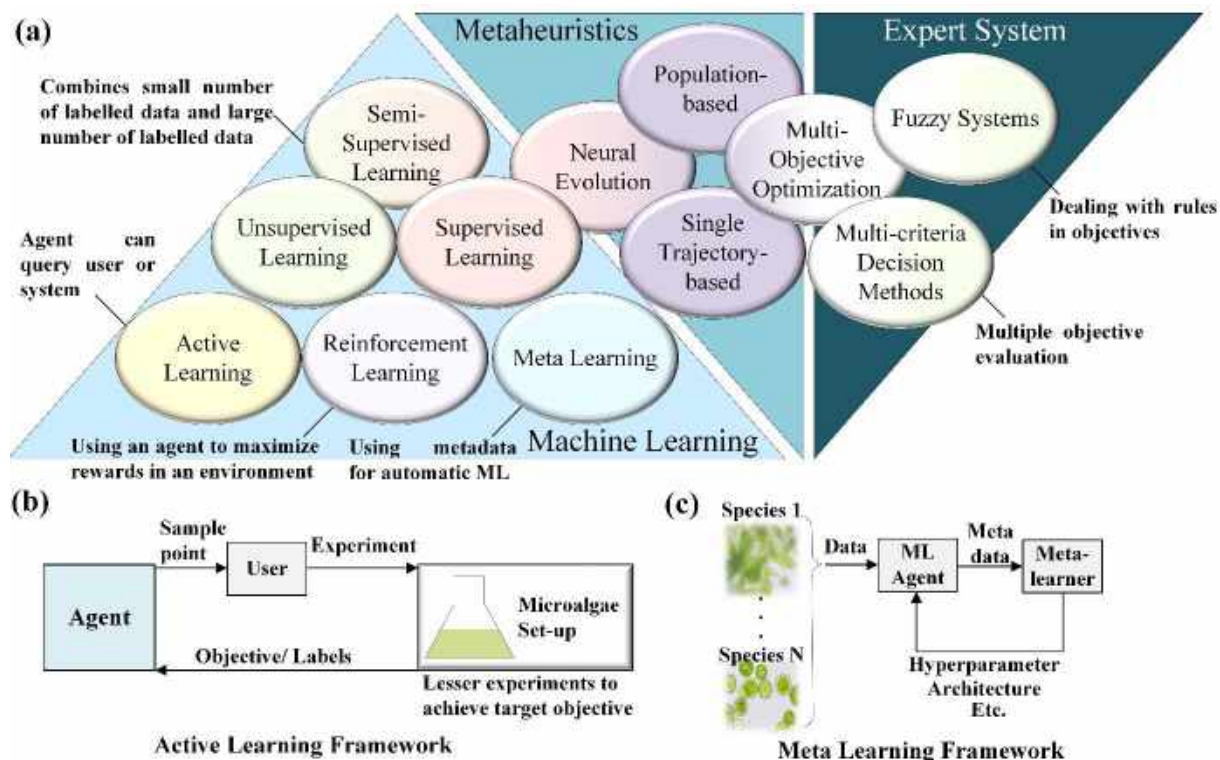 (a)
Metaheuristics
Expert System
Combines small number
of labelled data and large
number of labelled data
Semi-
Supervised
Learning
Neural
Evolution
Population-
based
Multi-
Objective
Optimization
Fuzzy Systems
Dealing with rules
in objectives
Agent can
query user or
system
Unsupervised
Learning
Supervised
Learning
Single
Trajectory-
based
Multi-criteria
Decision
Methods
Multiple objective
evaluation
Active
Learning
Reinforcement
Learning
Meta Learning
Machine Learning
Using an agent to maximize
rewards in an environment
Using metadata
for automatic ML
(b)
Agent
Sample
point
User
Experiment
Microalgae
Set-up
Objective/ Labels
Lesser experiments to
achieve target objective
Active Learning Framework
(c)
Species 1
Species N
Data
ML
Agent
Meta
data
Meta-
learner
Hyperparameter
Architecture
Etc.
Meta Learning Framework